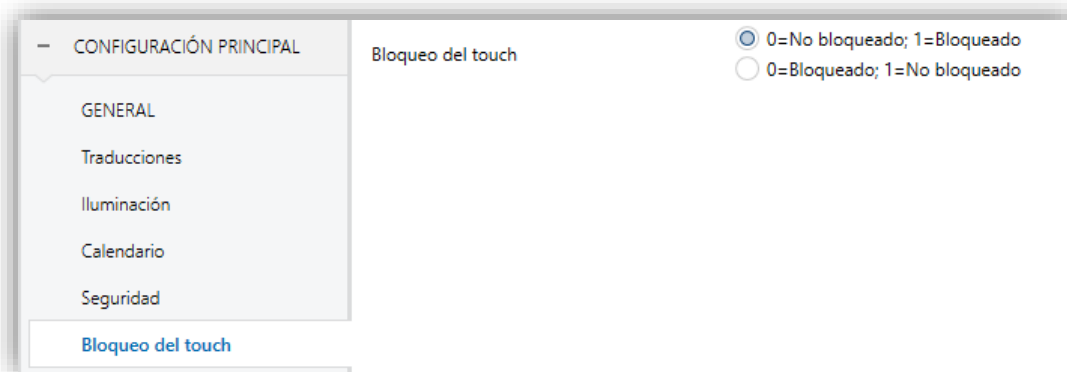 CONFIGURACIÓN PRINCIPAL
GENERAL
Traducciones
Iluminación
Calendario
Seguridad
Bloqueo del touch
Bloqueo del touch
0=No bloqueado; 1=Bloqueado
0=Bloqueado; 1=No bloqueado